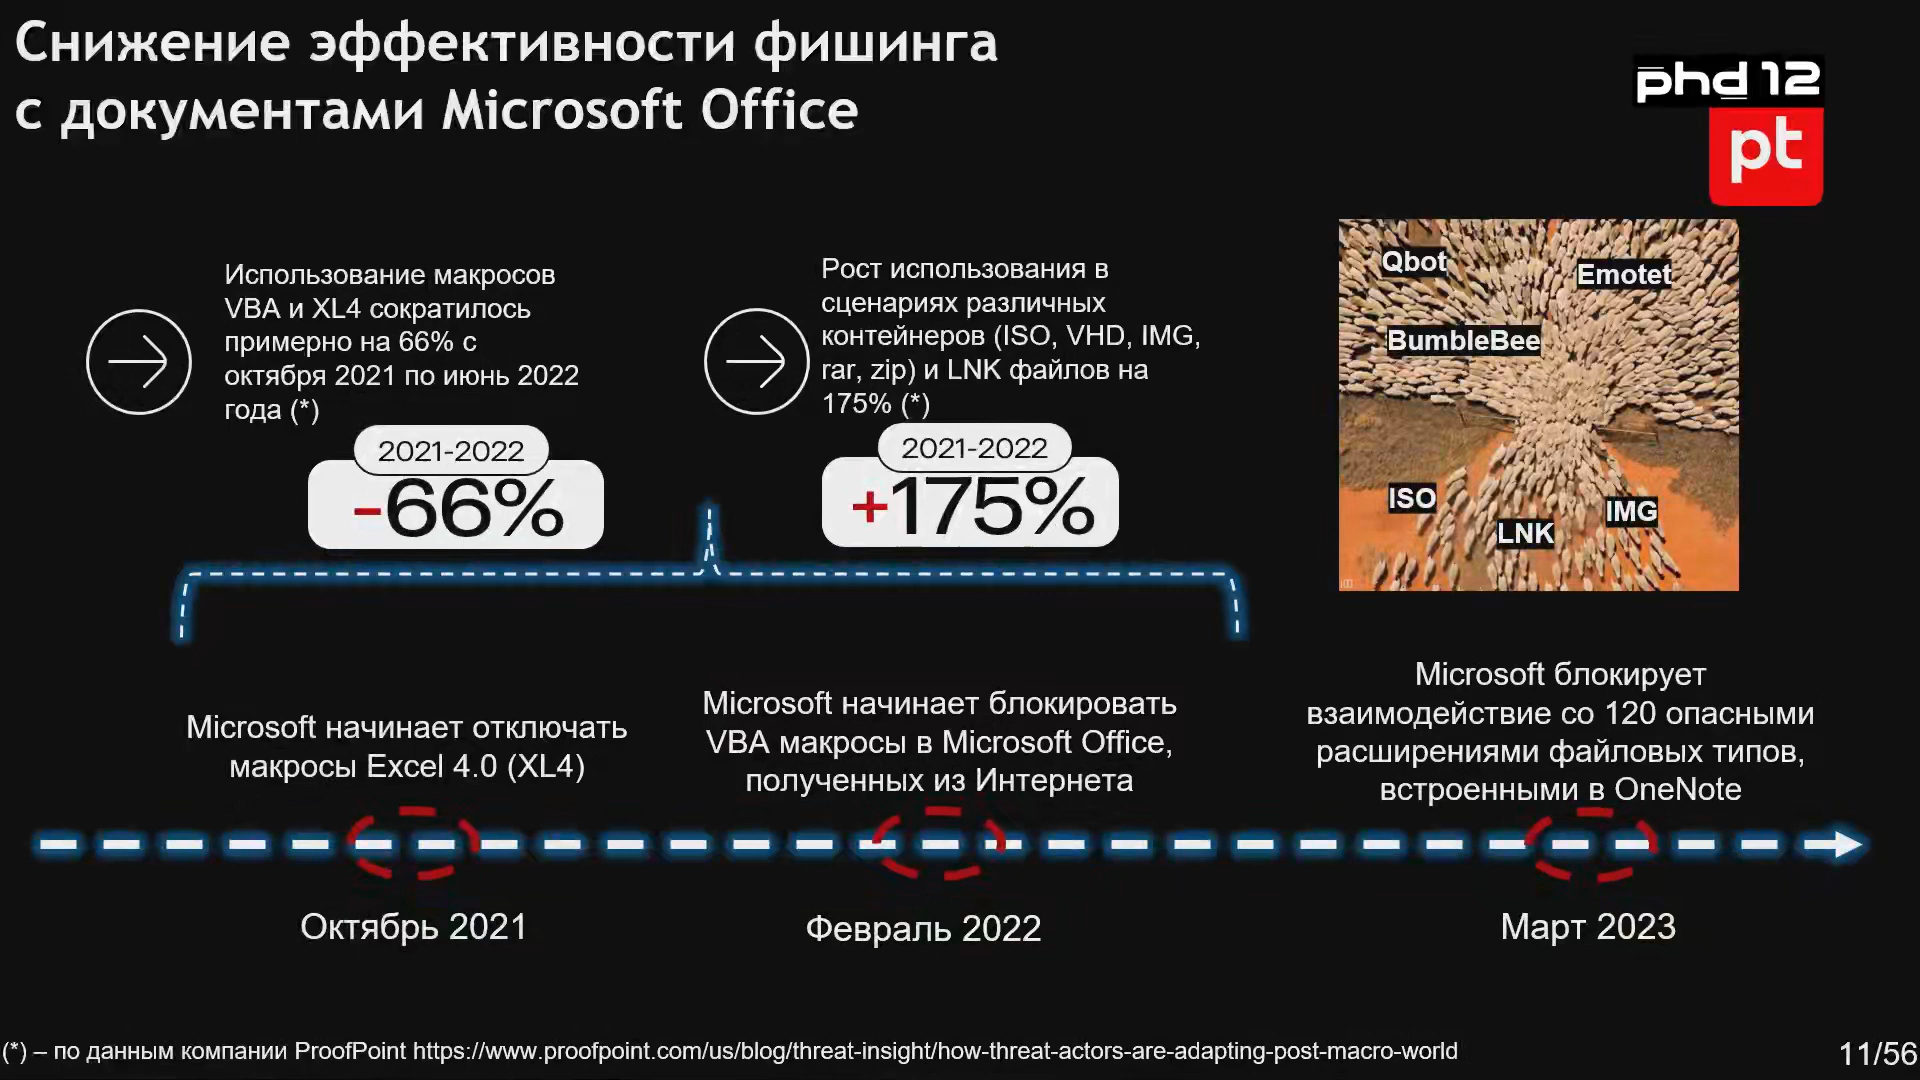 Снижение эффективности фишинга
с документами Microsoft Office
phd 12
pt
Использование макросов
VBA и XL4 сократилось
примерно на 66% с
октября 2021 по июнь 2022
года (*)
2021-2022
-66%
Рост использования в
сценариях различных
контейнеров (ISO, VHD, IMG,
rar, zip) и LNK файлов на
175% (*)
2021-2022
+175%
Qbot
Emotet
BumbleBee
ISO
IMG
LNK
Microsoft начинает отключать
макросы Excel 4.0 (XL4)
Microsoft начинает блокировать
VBA макросы в Microsoft Office,
полученных из Интернета
Microsoft блокирует
взаимодействие со 120 опасными
расширениями файловых типов,
встроенными в OneNote
Октябрь 2021
Февраль 2022
Март 2023
(*) – по данным компании ProofPoint https://www.proofpoint.com/us/blog/threat-insight/how-threat-actors-are-adapting-post-macro-world
11/56